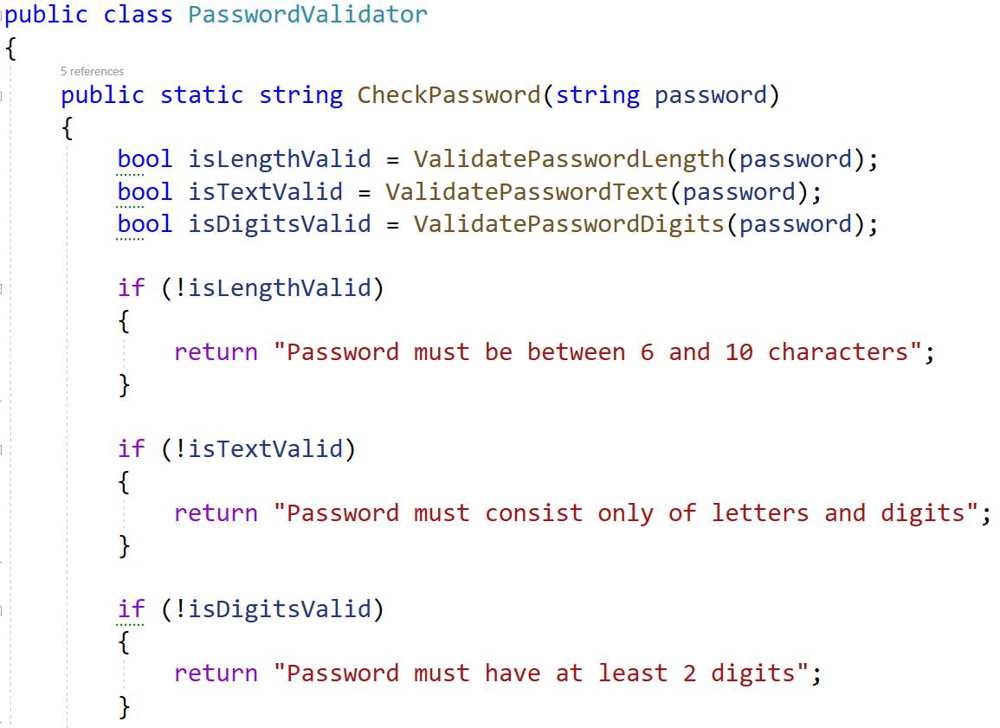 public class PasswordValidator
{
5 references
public static string CheckPassword(string password)
{
bool isLengthValid = ValidatePasswordLength(password);
bool isTextValid = ValidatePasswordText(password);
bool isDigitsValid = ValidatePasswordDigits(password);
if (!isLengthValid)
{
return "Password must be between 6 and 10 characters";
}
if (!isTextValid)
{
return "Password must consist only of letters and digits";
}
if (!isDigitsValid)
{
return "Password must have at least 2 digits";
}